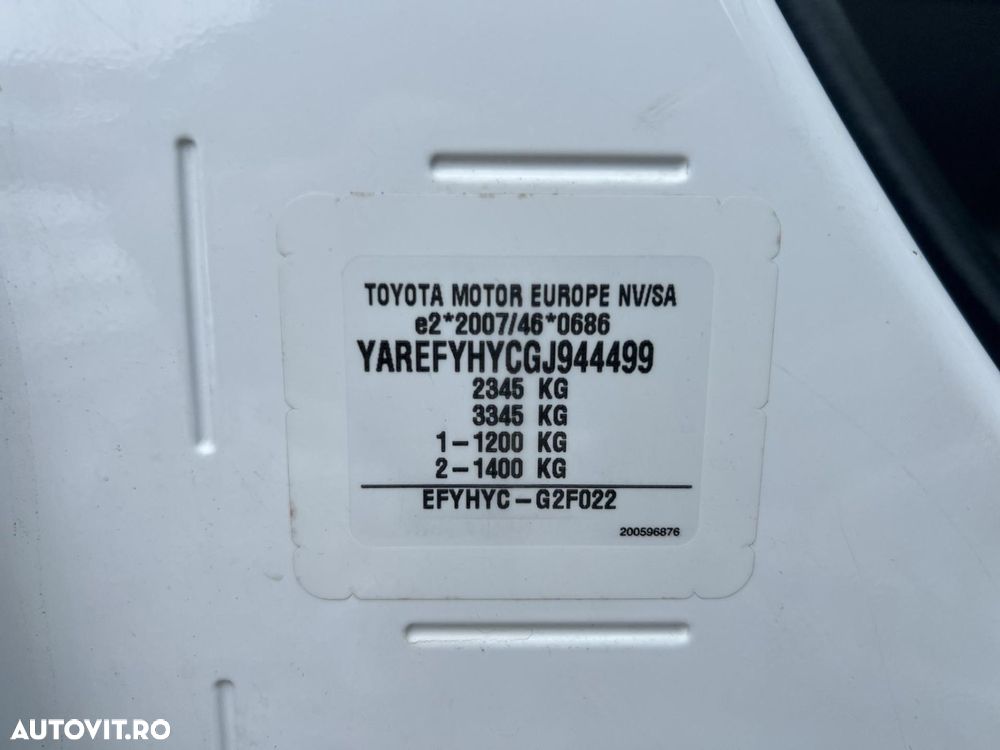 TOYOTA MOTOR EUROPE NV/SA
e2*2007/46*0686
YAREFYHYCGJ944499
2345 KG
3345 KG
1-1200 KG
2-1400 KG
EFYHYC-G2F022
200596876
AUTOVIT.RO